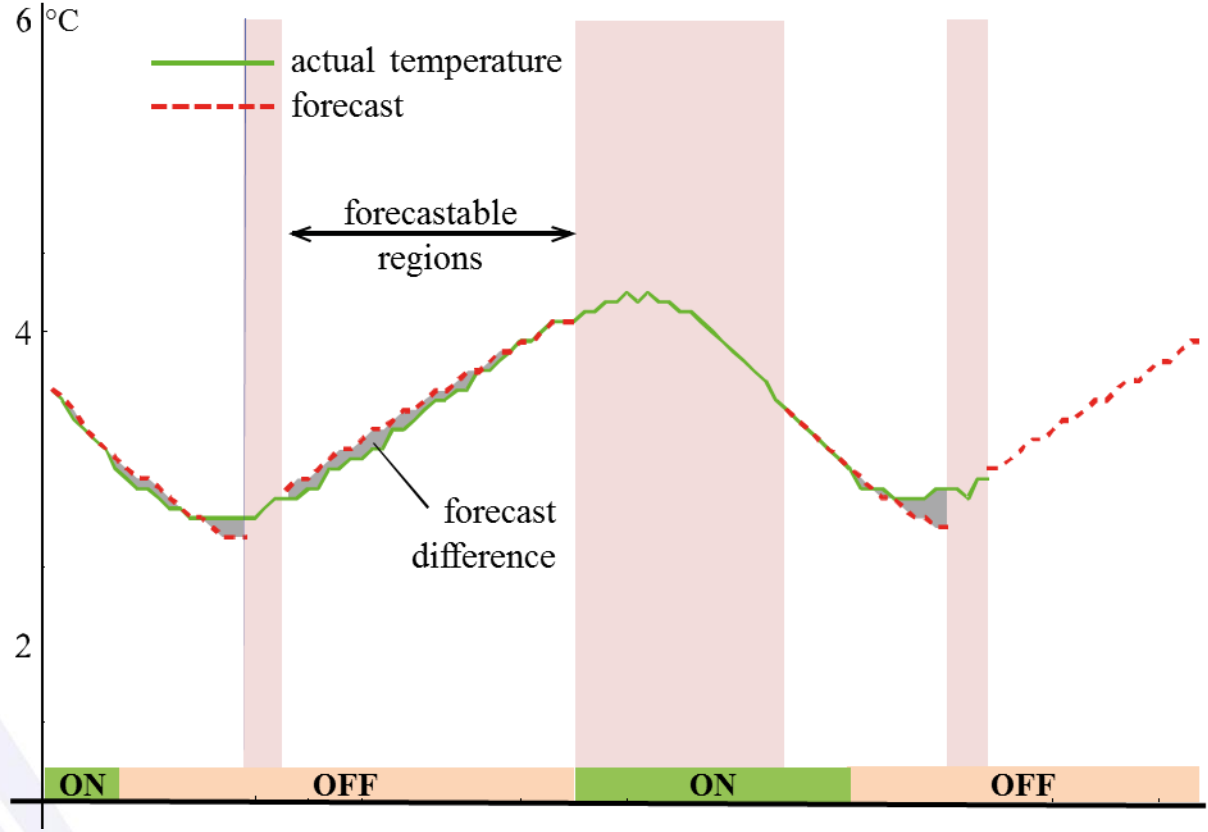 6 °C
actual temperature
forecast
forecastable
regions
4
forecast
difference
2
ON OFF ON OFF